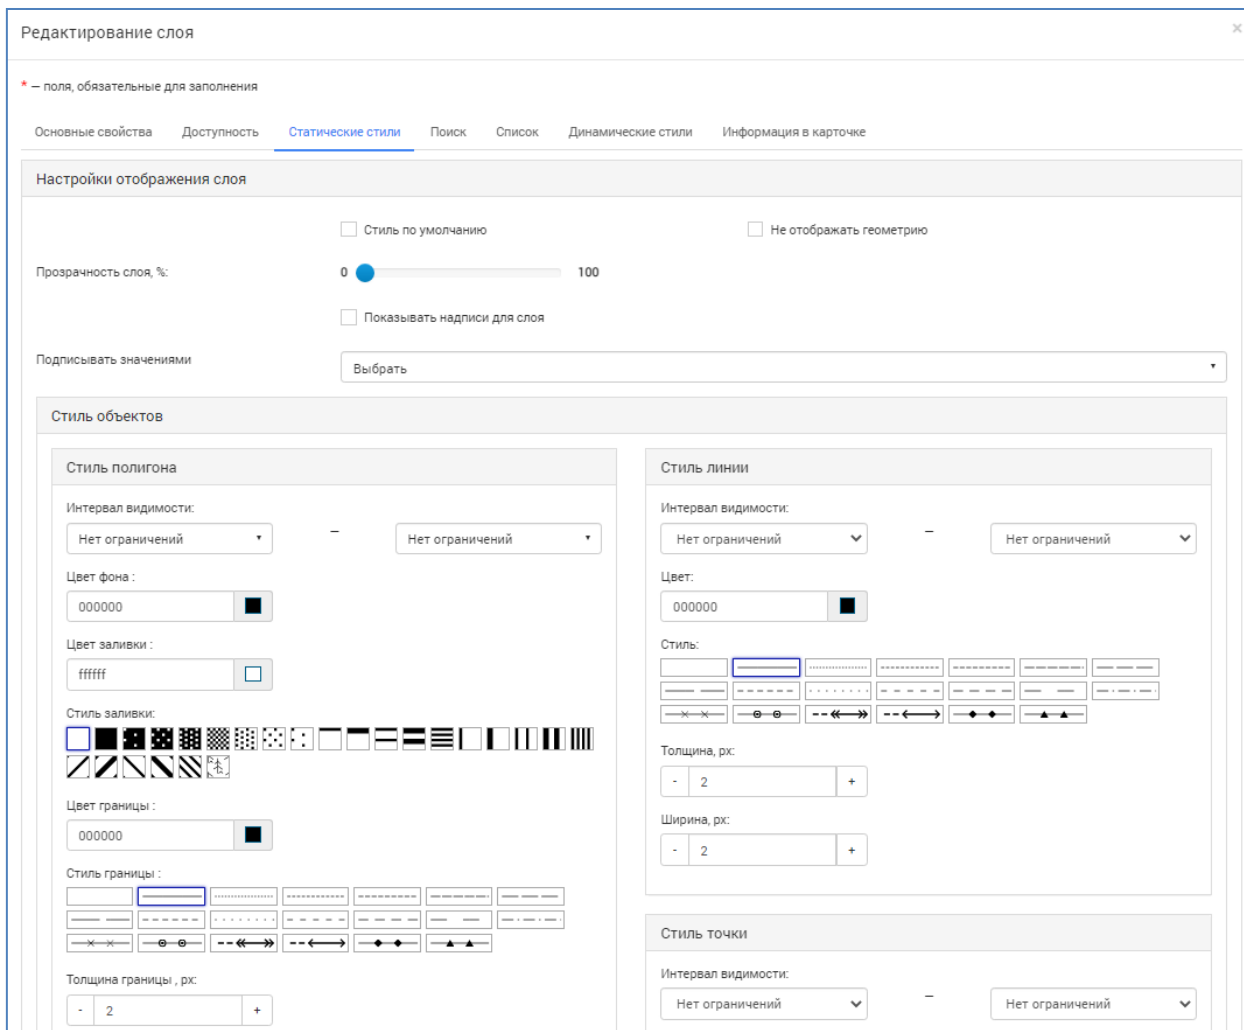 Редактирование слоя
×
* – поля, обязательные для заполнения
Основные свойства Доступность Статические стили Поиск Список Динамические стили Информация в карточке
Настройки отображения слоя
Стиль по умолчанию Не отображать геометрию
Прозрачность слоя, %: 0 100
Показывать надписи для слоя
Подписывать значениями Выбрать
Стиль объектов
Стиль полигона
Интервал видимости:
Нет ограничений – Нет ограничений
Цвет фона :
000000
Цвет заливки :
ffffff
Стиль заливки:
Цвет границы :
000000
Стиль границы :
Толщина границы , px:
- 2 +
Стиль линии
Интервал видимости:
Нет ограничений – Нет ограничений
Цвет:
000000
Стиль:
Толщина, px:
- 2 +
Ширина, px:
- 2 +
Стиль точки
Интервал видимости:
Нет ограничений – Нет ограничений